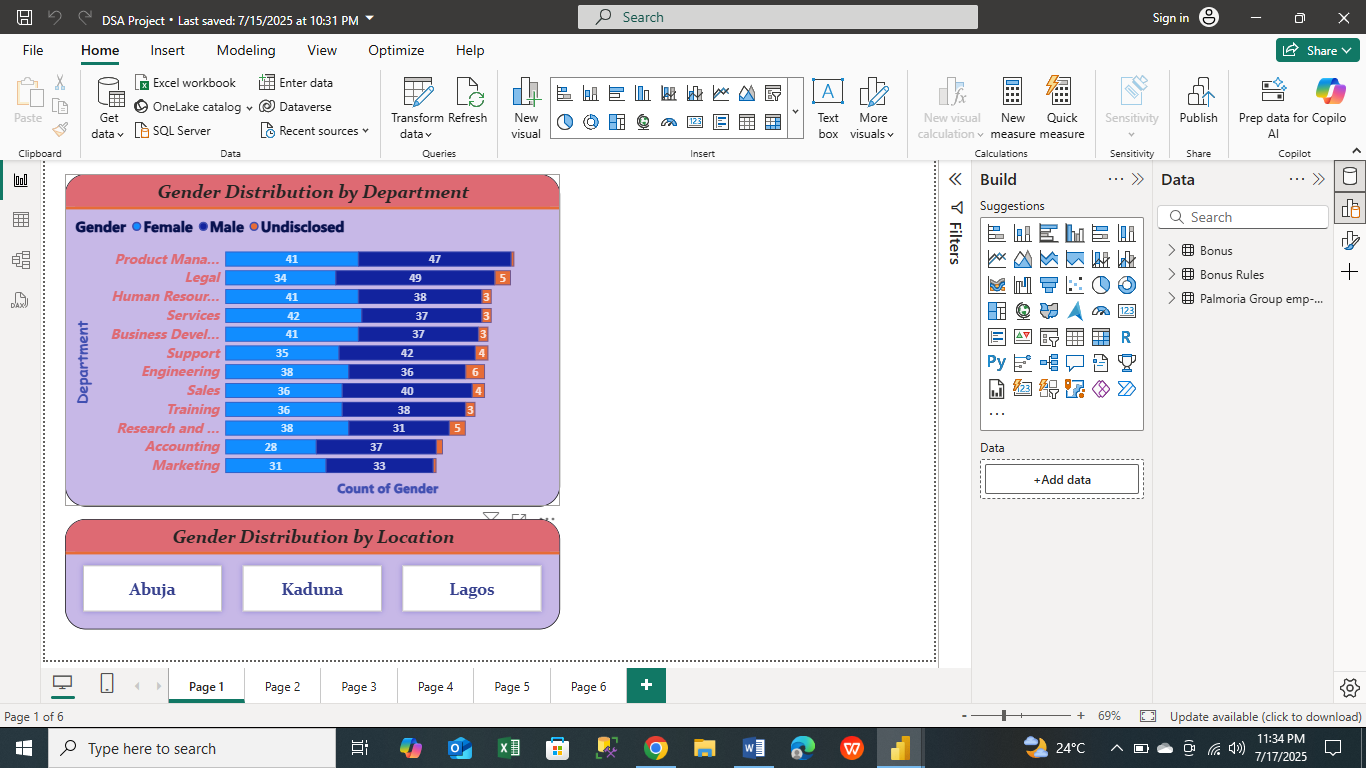 DSA Project • Last saved: 7/15/2025 at 10:31 PM
Search
Sign in
File Home Insert Modeling View Optimize Help
Share
Paste
Clipboard
Get data
Excel workbook
OneLake catalog
SQL Server
Enter data
Dataverse
Recent sources
Data
Transform data
Refresh
Queries
New visual
Text box
More visuals
Insert
New visual calculation
New measure
Quick measure
Calculations
Sensitivity
Sensitivity
Publish
Share
Prep data for AI
Copilo
Copilot
Gender Distribution by Department
Gender Female Male Undisclosed
Department
Product Mana... 41 47
Legal 34 49 5
Human Resour... 41 38 3
Services 42 37 3
Business Devel... 41 37 3
Support 35 42 4
Engineering 38 36 6
Sales 36 40 4
Training 36 38 3
Research and ... 38 31 5
Accounting 28 37
Marketing 31 33
Count of Gender
Gender Distribution by Location
Abuja Kaduna Lagos
Filters
Build
Suggestions
123
R
Py
123
...
Data
+Add data
Data
Search
Bonus
Bonus Rules
Palmoria Group emp-...
DAX
Page 1 Page 2 Page 3 Page 4 Page 5 Page 6 +
Page 1 of 6
- + 69%
Update available (click to download)
Type here to search
24°C
11:34 PM
7/17/2025